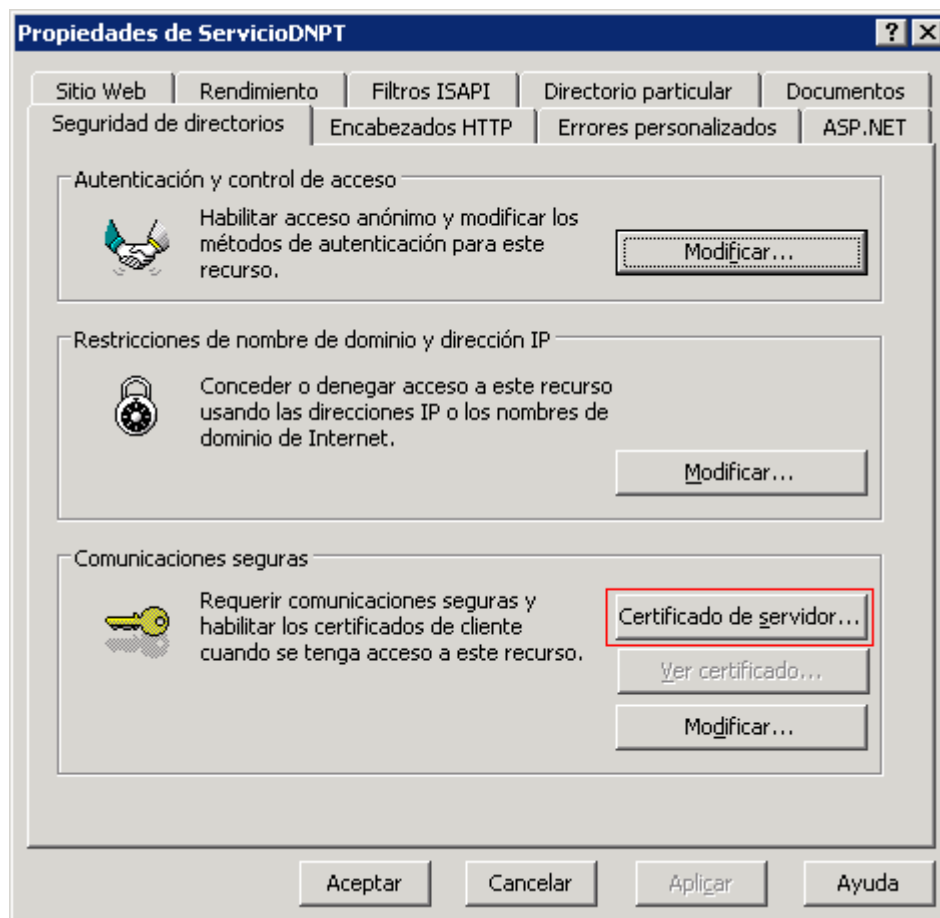 Propiedades de ServicioDNPT
Sitio Web
Rendimiento
Filtros ISAPI
Directorio particular
Documentos
Seguridad de directorios
Encabezados HTTP
Errores personalizados
ASP.NET
Autenticación y control de acceso
Habilitar acceso anónimo y modificar los
métodos de autenticación para este
recurso.
Modificar...
Restricciones de nombre de dominio y dirección IP
Conceder o denegar acceso a este recurso
usando las direcciones IP o los nombres de
dominio de Internet.
Modificar...
Comunicaciones seguras
Requerir comunicaciones seguras y
habilitar los certificados de cliente
cuando se tenga acceso a este recurso.
Certificado de servidor...
Ver certificado...
Modificar...
Aceptar
Cancelar
Aplicar
Ayuda